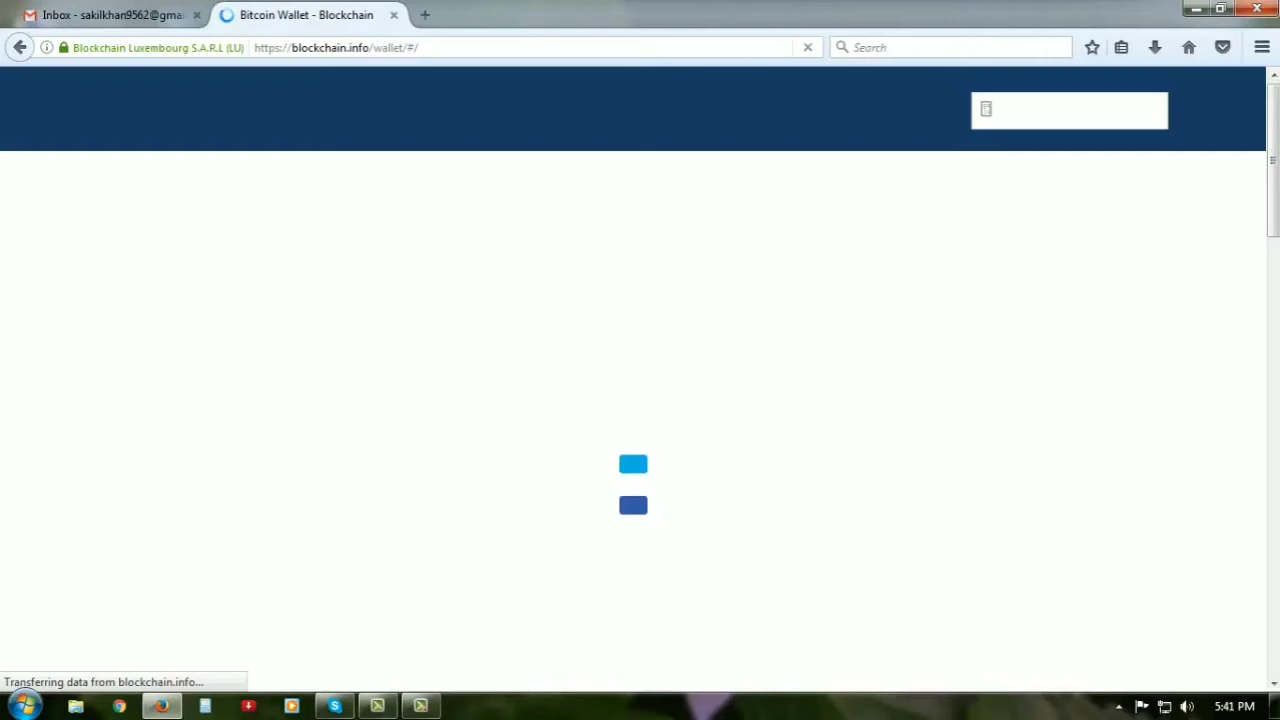 Inbox - sakilkhan9562@gmai
Bitcoin Wallet - Blockchain
Blockchain Luxembourg S.A.R.L (LU)
https://blockchain.info/wallet/#/
Search
Transferring data from blockchain.info...
5:41 PM